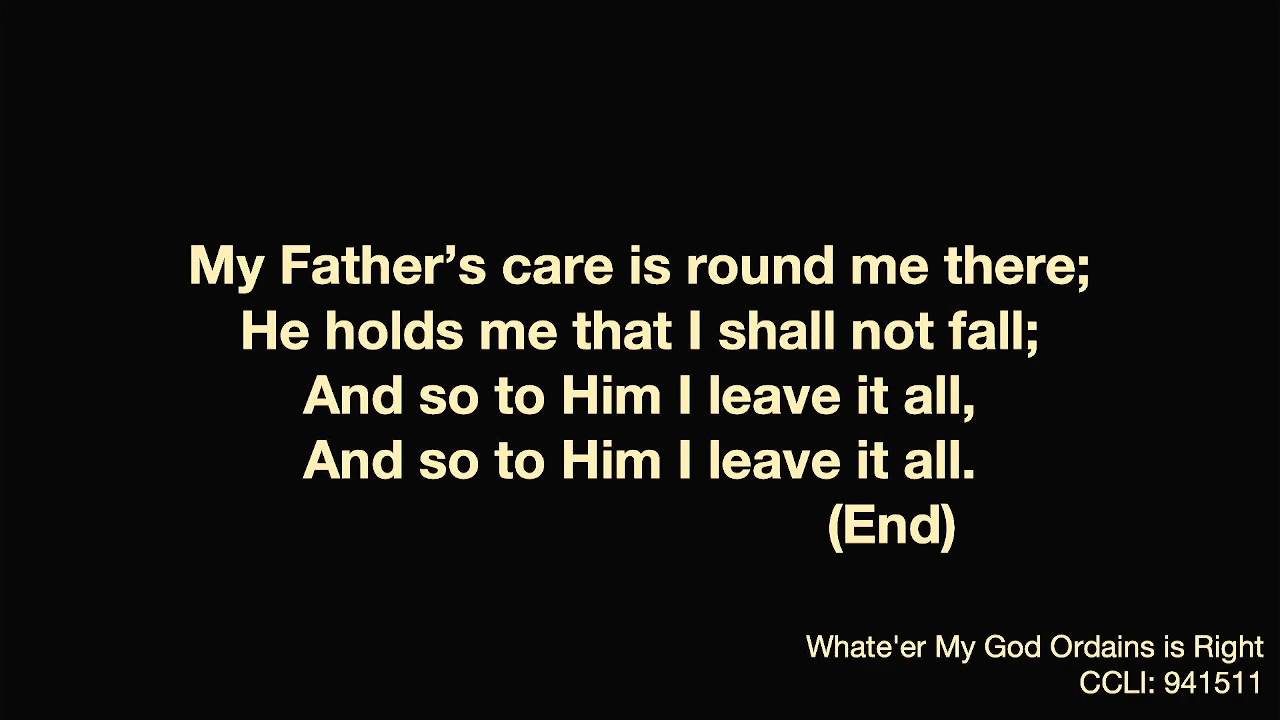 My Father’s care is round me there;
He holds me that I shall not fall;
And so to Him I leave it all,
And so to Him I leave it all.
(End)
Whate'er My God Ordains is Right
CCLI: 941511